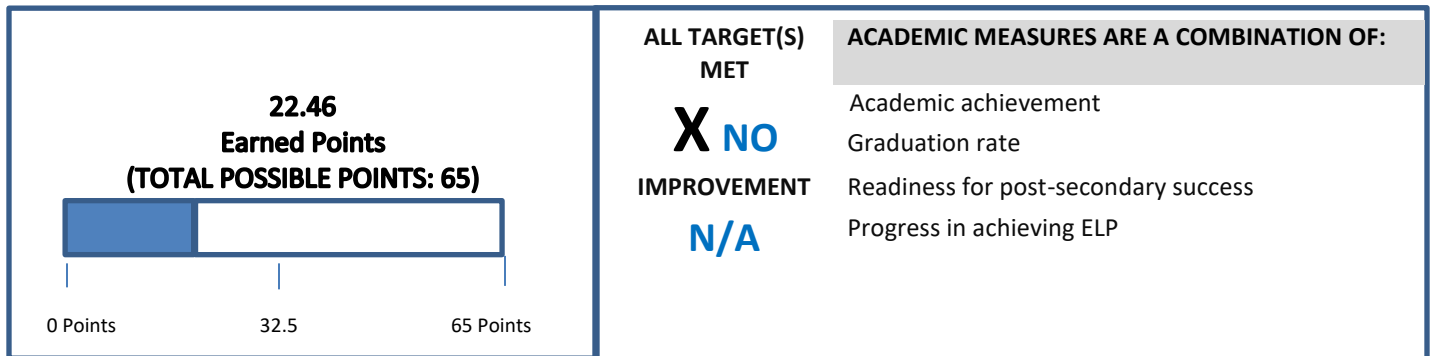 22.46
Earned Points
(TOTAL POSSIBLE POINTS: 65)
0 Points
32.5
65 Points
ALL TARGET(S)
MET
X NO
IMPROVEMENT
N/A
ACADEMIC MEASURES ARE A COMBINATION OF:
Academic achievement
Graduation rate
Readiness for post-secondary success
Progress in achieving ELP